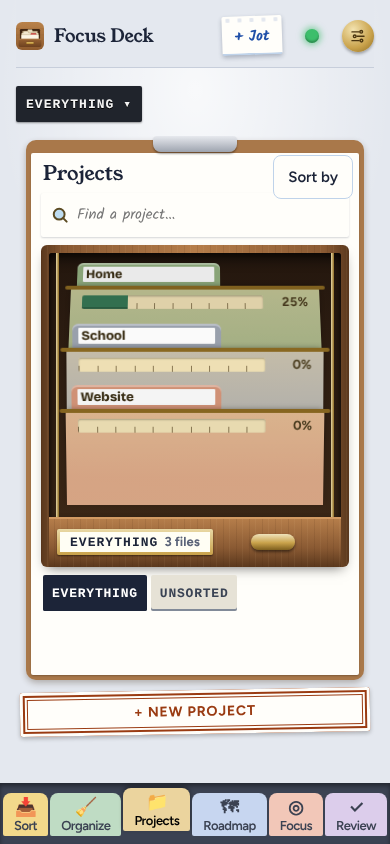 Focus Deck
+ Jot
EVERYTHING ▾
Projects
Sort by
Find a project...
Home
25%
School
0%
Website
0%
EVERYTHING 3 files
EVERYTHING
UNSORTED
+ NEW PROJECT
Sort
Organize
Projects
Roadmap
Focus
Review